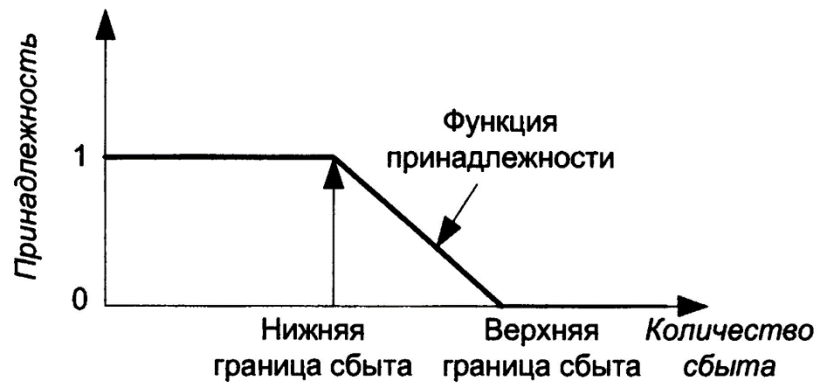 Принадлежность
1
0
Функция
принадлежности
Нижняя
граница сбыта
Верхняя
граница сбыта
Количество
сбыта